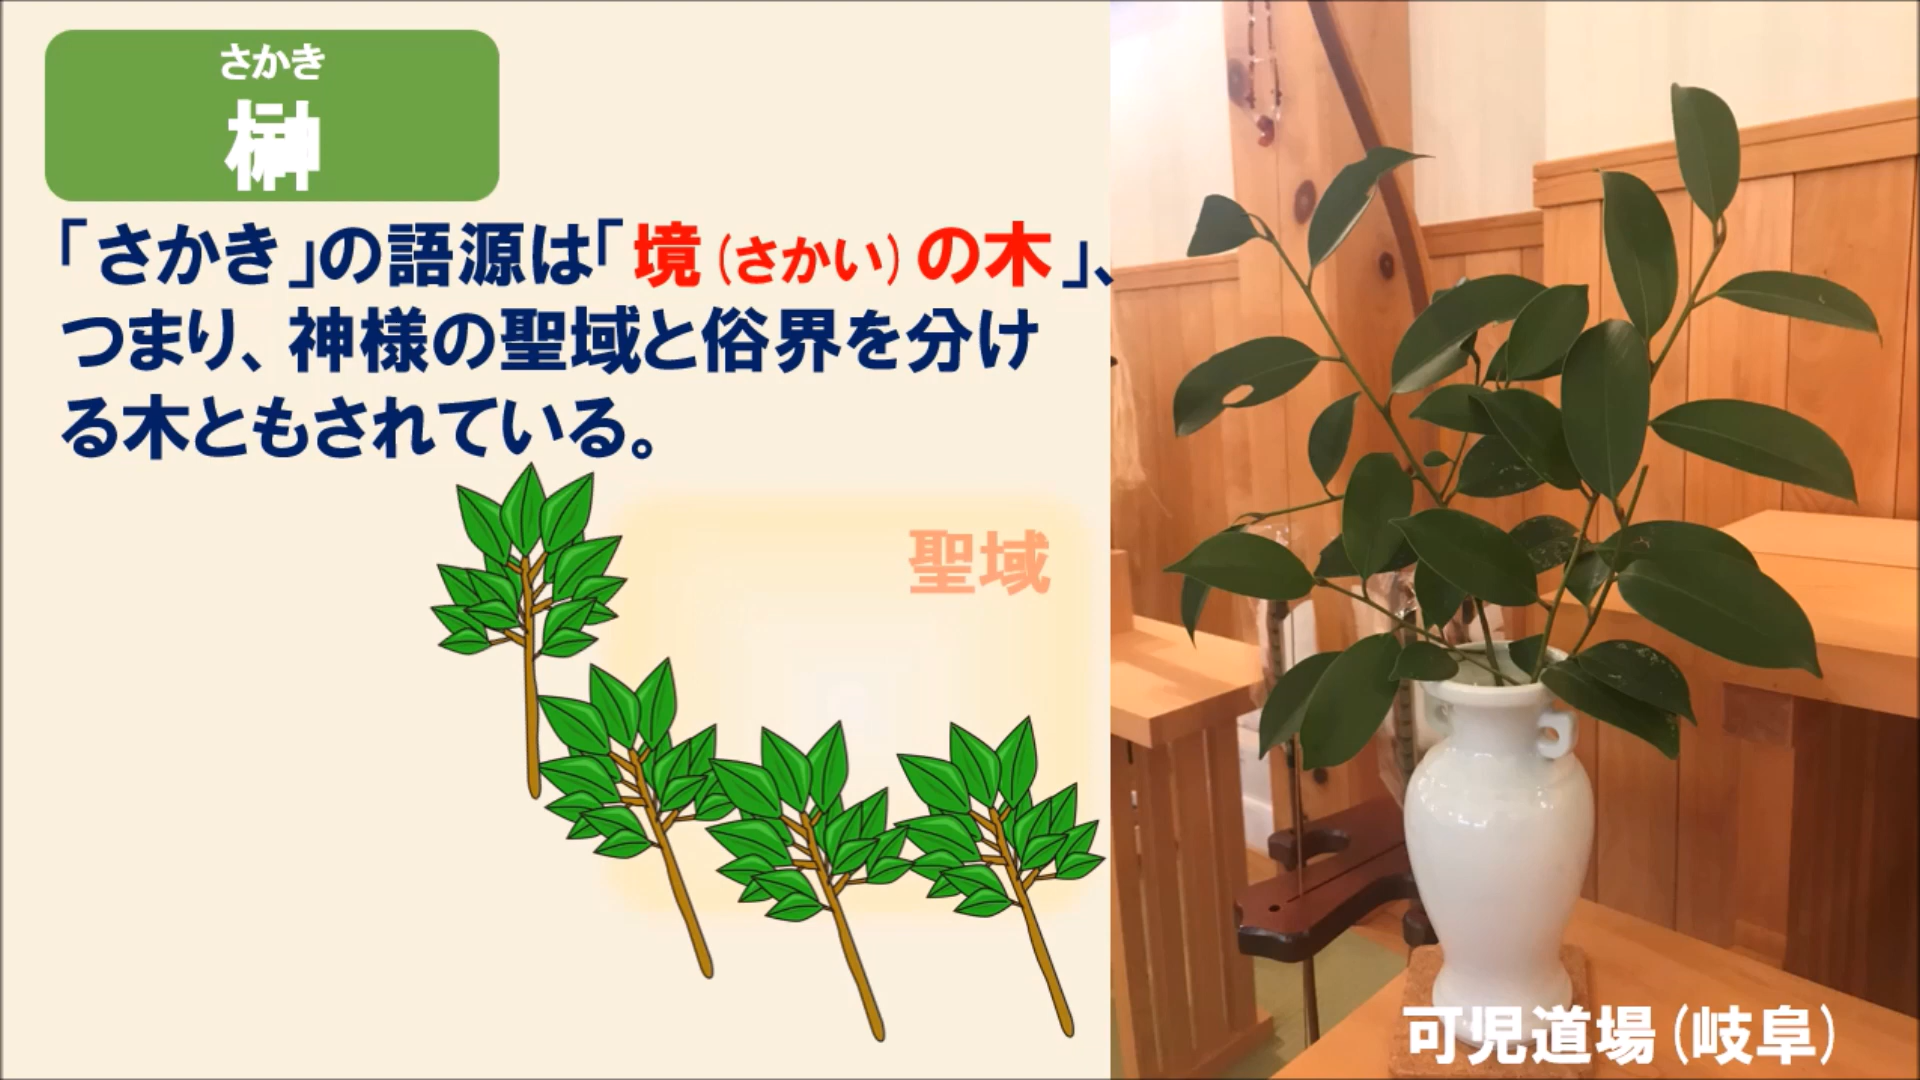 さかき
榊
「さかき」の語源は「境(さかい)の木」、
つまり、神様の聖域と俗界を分け
る木ともされている。
聖域
可児道場(岐阜)